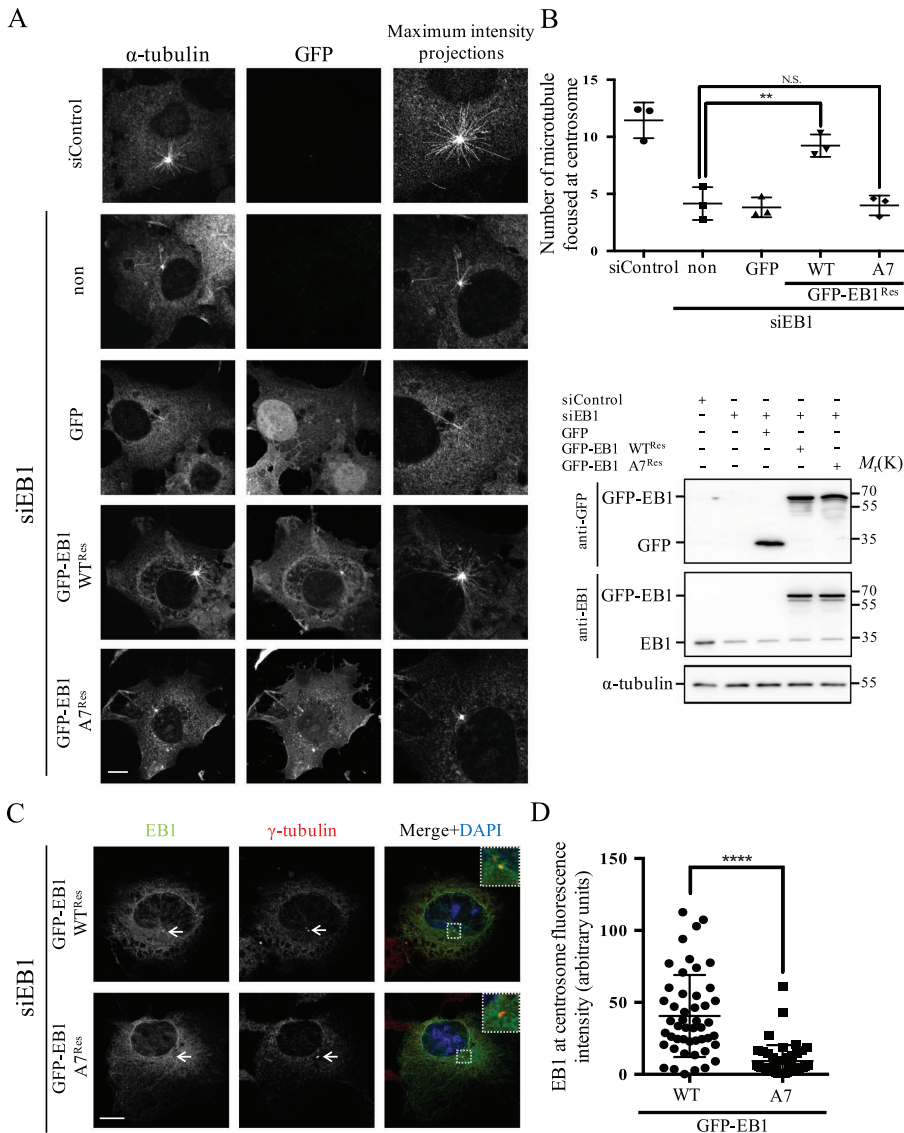 A
α-tubulin
GFP
Maximum intensity
projections
siControl
siEB1
non
GFP
GFP-EB1
WTRes
GFP-EB1
A7Res
B
Number of microtubule
focused at centrosome
15
10
5
0
N.S.
**
siControl
non
GFP
WT
A7
GFP-EB1Res
siEB1
siControl + - - - -
siEB1 - + + + +
GFP - - + - -
GFP-EB1 WTRes - - - + -
GFP-EB1 A7Res - - - - +
Mr(K)
anti-GFP
GFP-EB1
GFP
70
55
35
anti-EB1
GFP-EB1
EB1
70
55
35
α-tubulin
55
C
EB1
γ-tubulin
Merge+DAPI
siEB1
GFP-EB1
WTRes
GFP-EB1
A7Res
D
EB1 at centrosome fluorescence
intensity (arbitrary units)
150
100
50
0
****
WT
A7
GFP-EB1